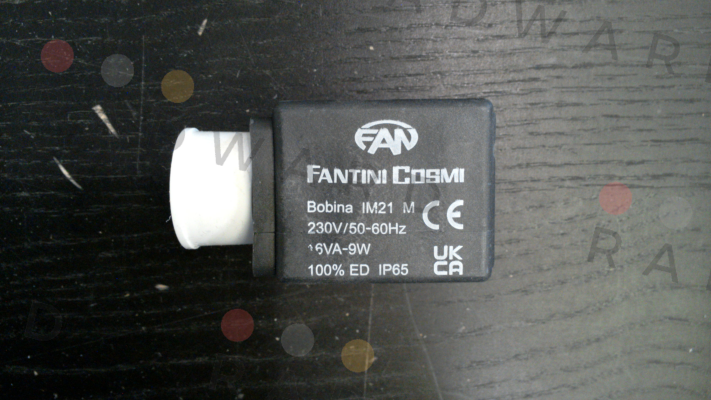 FAN
FANTINI COSMI
Bobina IM21 M
CE
230V/50-60Hz
16VA-9W
UK
CA
100% ED IP65